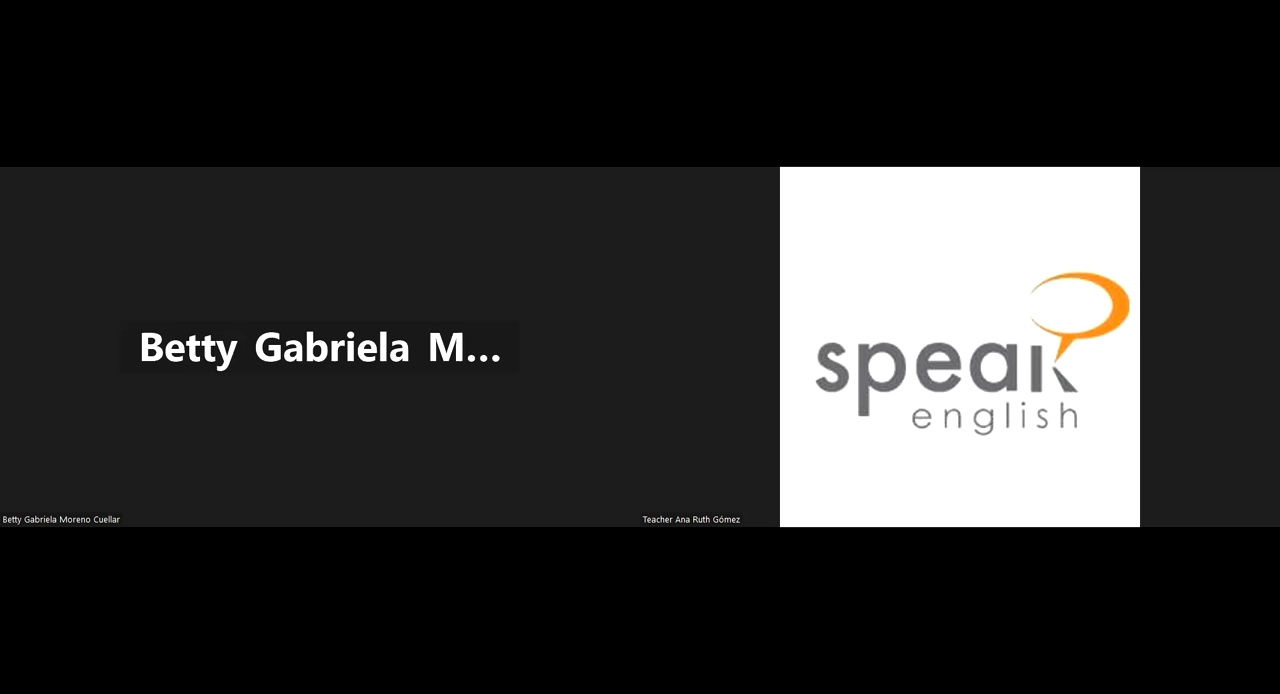 Betty Gabriela M...
speak
english
Betty Gabriela Moreno Cuellar
Teacher Ana Ruth Gómez